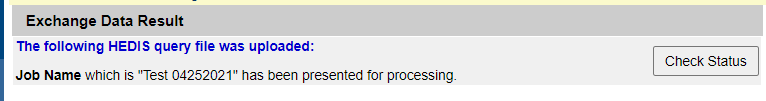 Exchange Data Result
The following HEDIS query file was uploaded:
Check Status
Job Name which is "Test 04252021" has been presented for processing.